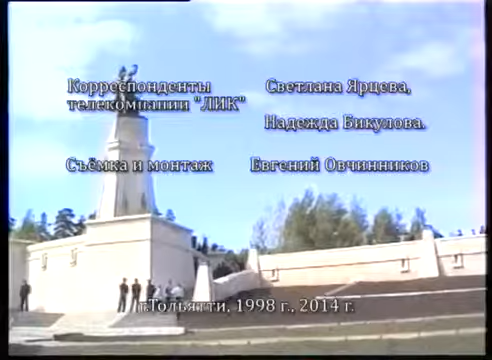 Корреспонденты Светлана Ярцева,
телекомпании "ЛИК"
Надежда Бикулова.
Съёмка и монтаж Евгений Овчинников
г.Тольятти, 1998 г., 2014 г.